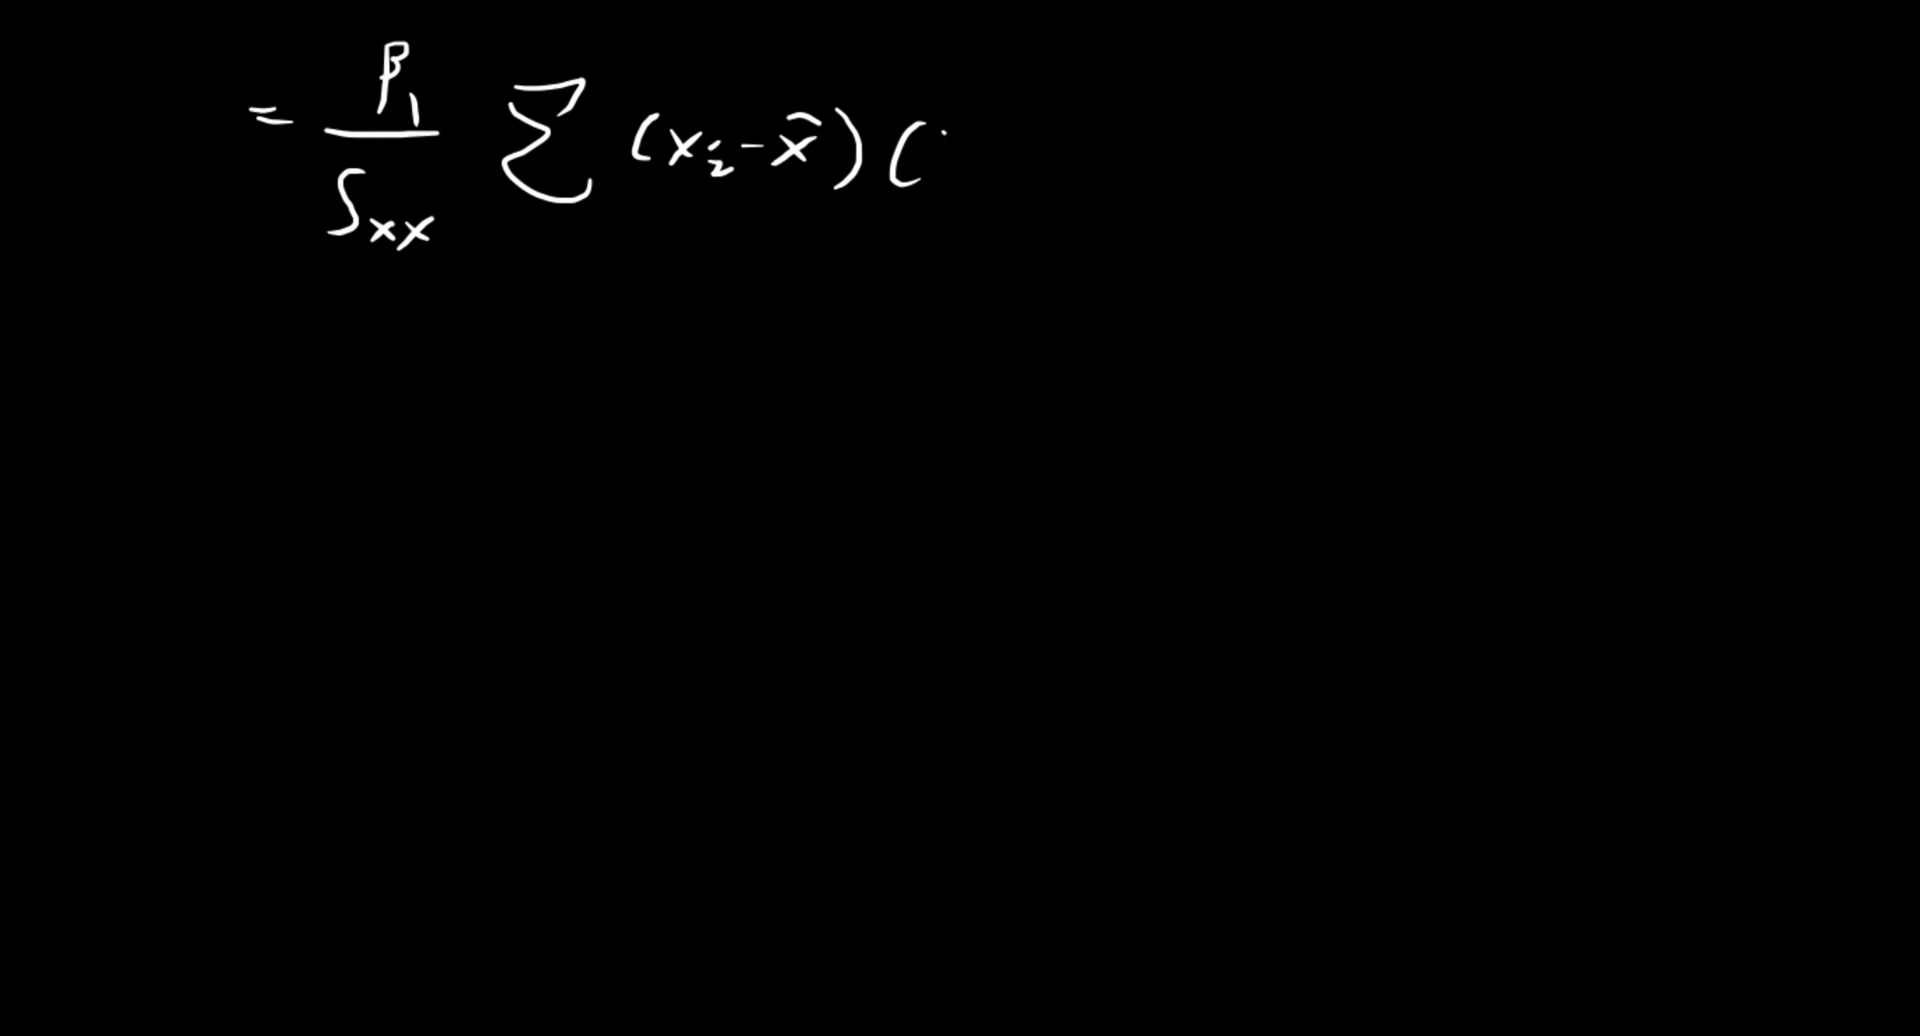 = β₁/Sₓₓ Σ (xᵢ - x̂)(